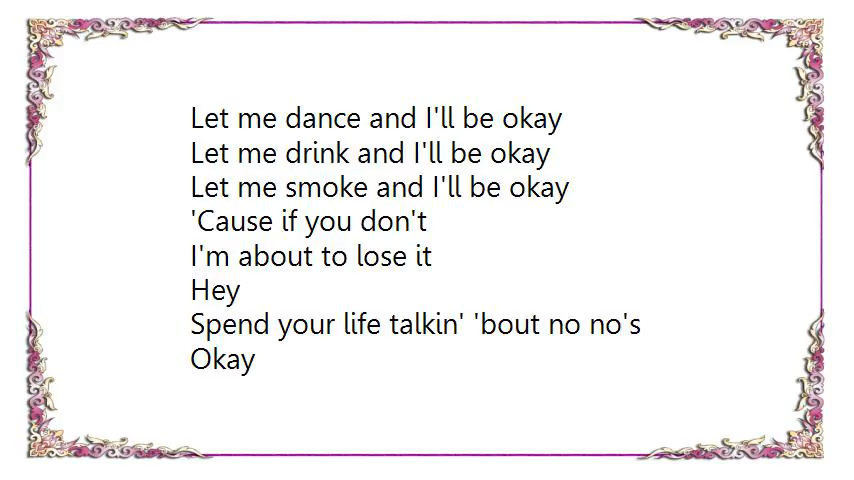 Let me dance and I'll be okay
Let me drink and I'll be okay
Let me smoke and I'll be okay
'Cause if you don't
I'm about to lose it
Hey
Spend your life talkin' 'bout no no's
Okay